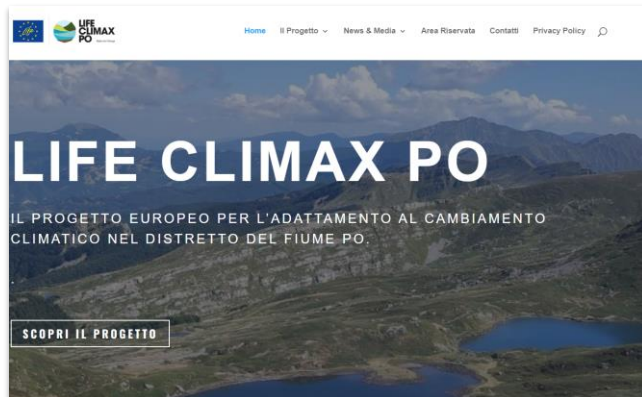 LIFE
CLIMAX
PO
Home Il Progetto News & Media Area Riservata Contatti Privacy Policy
LIFE CLIMAX PO
IL PROGETTO EUROPEO PER L'ADATTAMENTO AL CAMBIAMENTO
CLIMATICO NEL DISTRETTO DEL FIUME PO.
.
SCOPRI IL PROGETTO